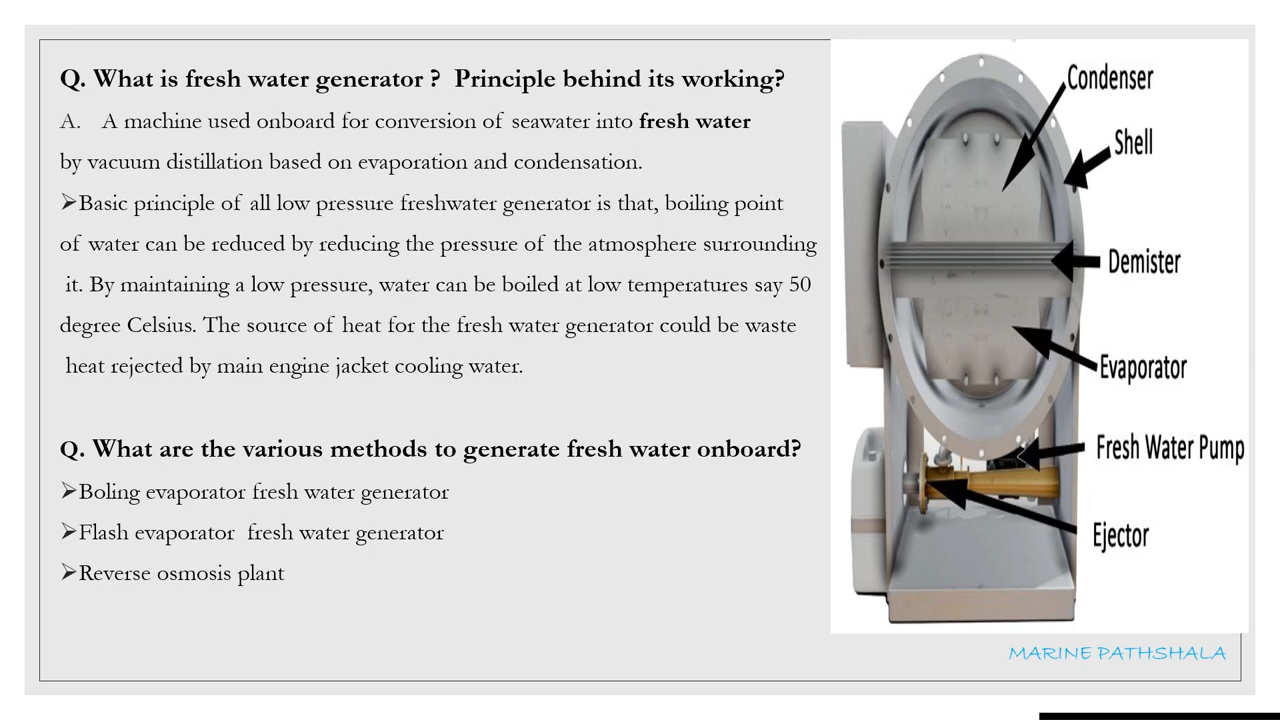 Q. What is fresh water generator ?  Principle behind its working?
A. A machine used onboard for conversion of seawater into fresh water
by vacuum distillation based on evaporation and condensation.
➢Basic principle of all low pressure freshwater generator is that, boiling point
of water can be reduced by reducing the pressure of the atmosphere surrounding
it. By maintaining a low pressure, water can be boiled at low temperatures say 50
degree Celsius. The source of heat for the fresh water generator could be waste
heat rejected by main engine jacket cooling water.
Q. What are the various methods to generate fresh water onboard?
➢Boling evaporator fresh water generator
➢Flash evaporator  fresh water generator
➢Reverse osmosis plant
Condenser
Shell
Demister
Evaporator
Fresh Water Pump
Ejector
MARINE PATHSHALA